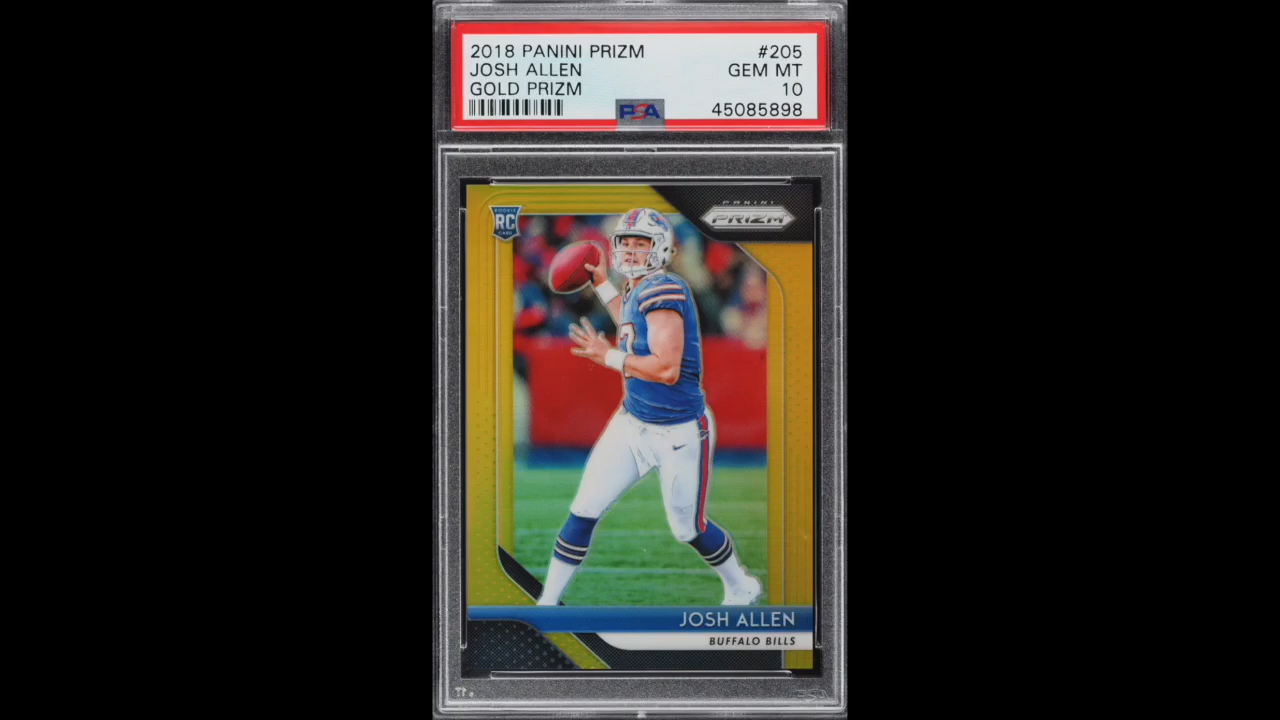 2018 PANINI PRIZM #205
JOSH ALLEN GEM MT
GOLD PRIZM 10
PSA 45085898
PANINI
PRIZM
ROOKIE
RC
CARD
7
JOSH ALLEN
BUFFALO BILLS